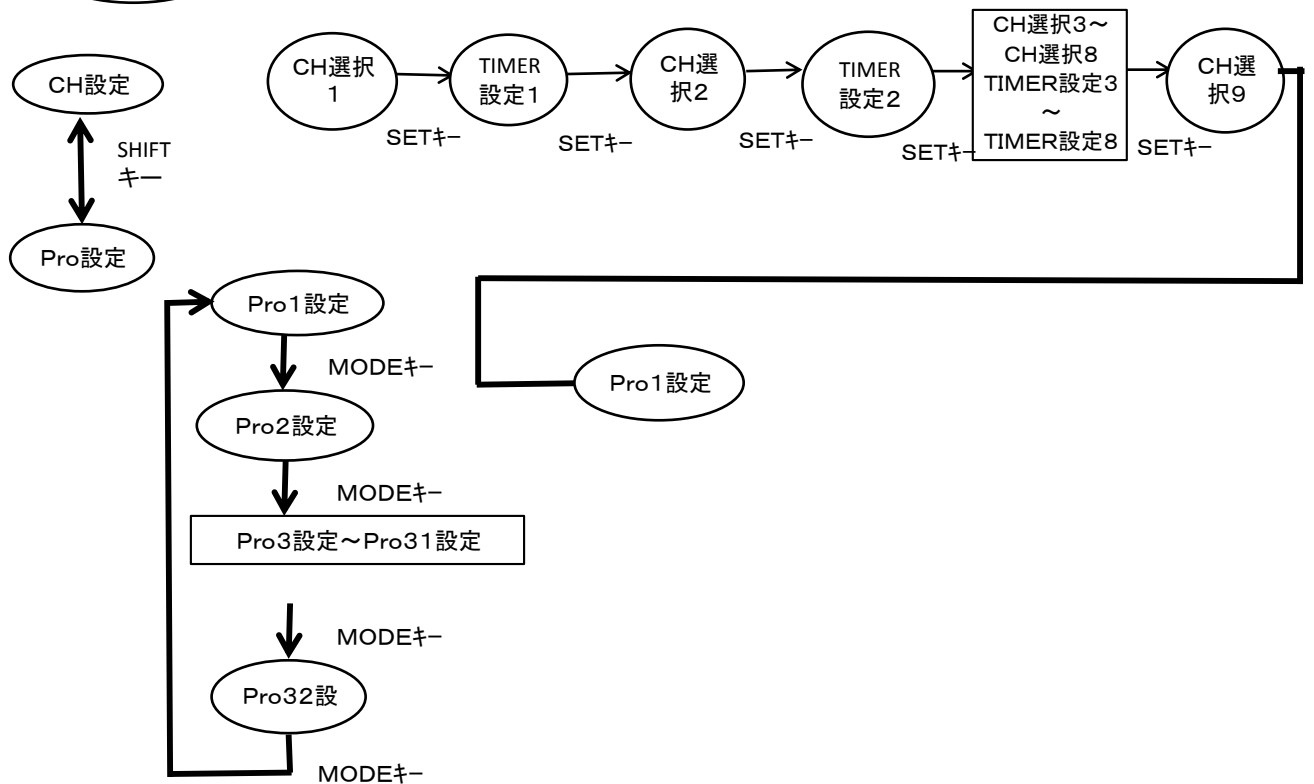 CH設定
SHIFT
キー
Pro設定
CH選択
1
SETキー
TIMER
設定1
SETキー
CH選
択2
SETキー
TIMER
設定2
SETキー
CH選択3~
CH選択8
TIMER設定3
~
TIMER設定8
SETキー
CH選
択9
Pro1設定
MODEキー
Pro2設定
MODEキー
Pro3設定~Pro31設定
MODEキー
Pro32設
MODEキー
Pro1設定